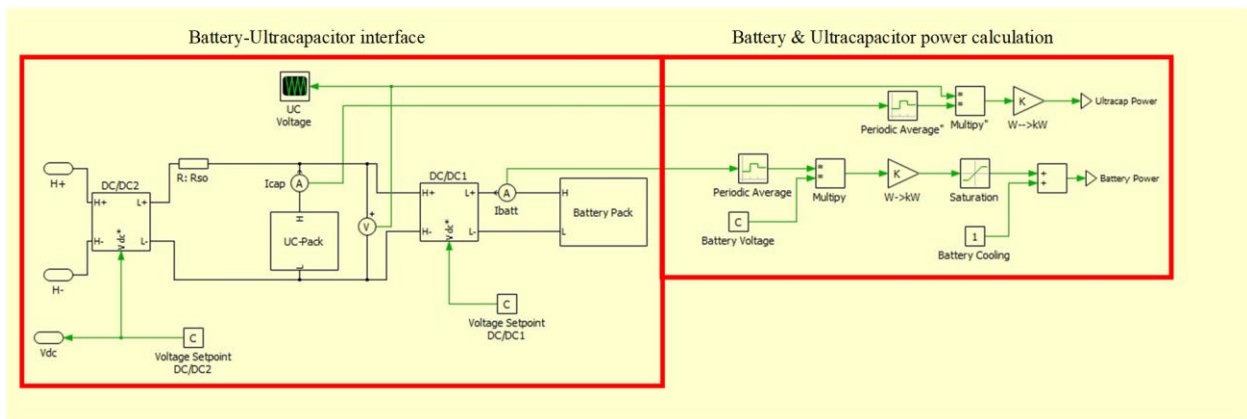 Battery-Ultracapacitor interface
Battery & Ultracapacitor power calculation
UC
Voltage
Periodic Average*
=
=
Multipy*
K
W-->kW
Ultracap Power
H+
DC/DC2
R: Rso
Icap
A
DC/DC1
A
Ibatt
Periodic Average
=
=
Multipy
K
W->kW
Saturation
+
+
Battery Power
H+
L+
H-
L-
Vdc*
H
UC-Pack
L
+
V
H+
L+
H-
L-
Vdc*
H
Battery Pack
L
C
Battery Voltage
1
Battery Cooling
H-
C
Voltage Setpoint
DC/DC1
Vdc
C
Voltage Setpoint
DC/DC2